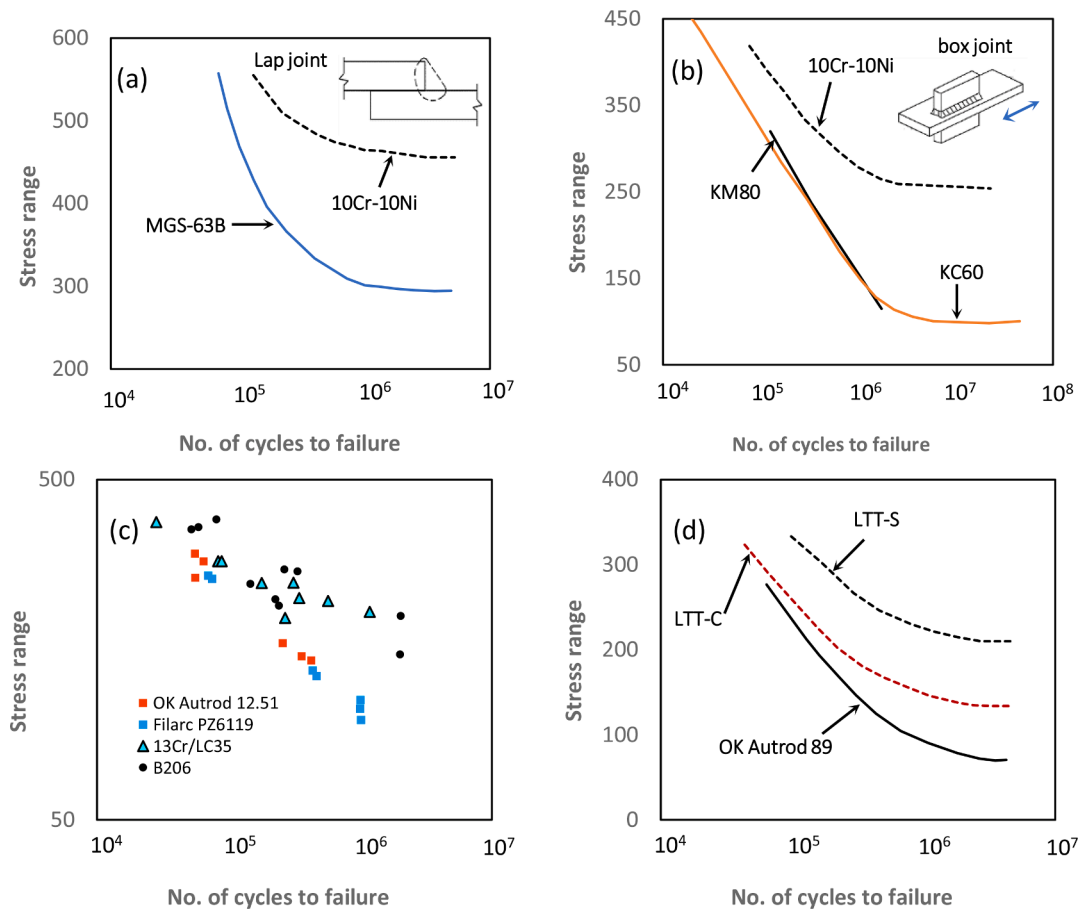 (a)
Lap joint
600
500
400
300
200
10Cr-10Ni
MGS-63B
Stress range
10^4
10^5
10^6
10^7
No. of cycles to failure
(b)
box joint
450
350
250
150
50
10Cr-10Ni
KM80
KC60
Stress range
10^4
10^5
10^6
10^7
10^8
No. of cycles to failure
(c)
500
50
OK Autrod 12.51
Filarc PZ6119
13Cr/LC35
B206
Stress range
10^4
10^5
10^6
10^7
No. of cycles to failure
(d)
400
300
200
100
0
LTT-S
LTT-C
OK Autrod 89
Stress range
10^4
10^5
10^6
10^7
No. of cycles to failure